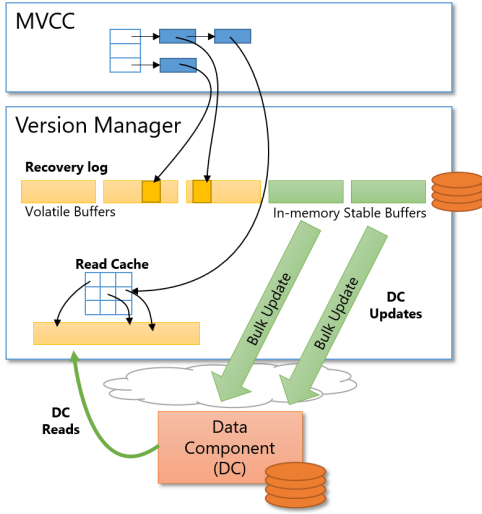 MVCC
Version Manager
Recovery log
Volatile Buffers
In-memory Stable Buffers
Read Cache
Bulk Update
Bulk Update
DC
Updates
DC
Reads
Data
Component
(DC)